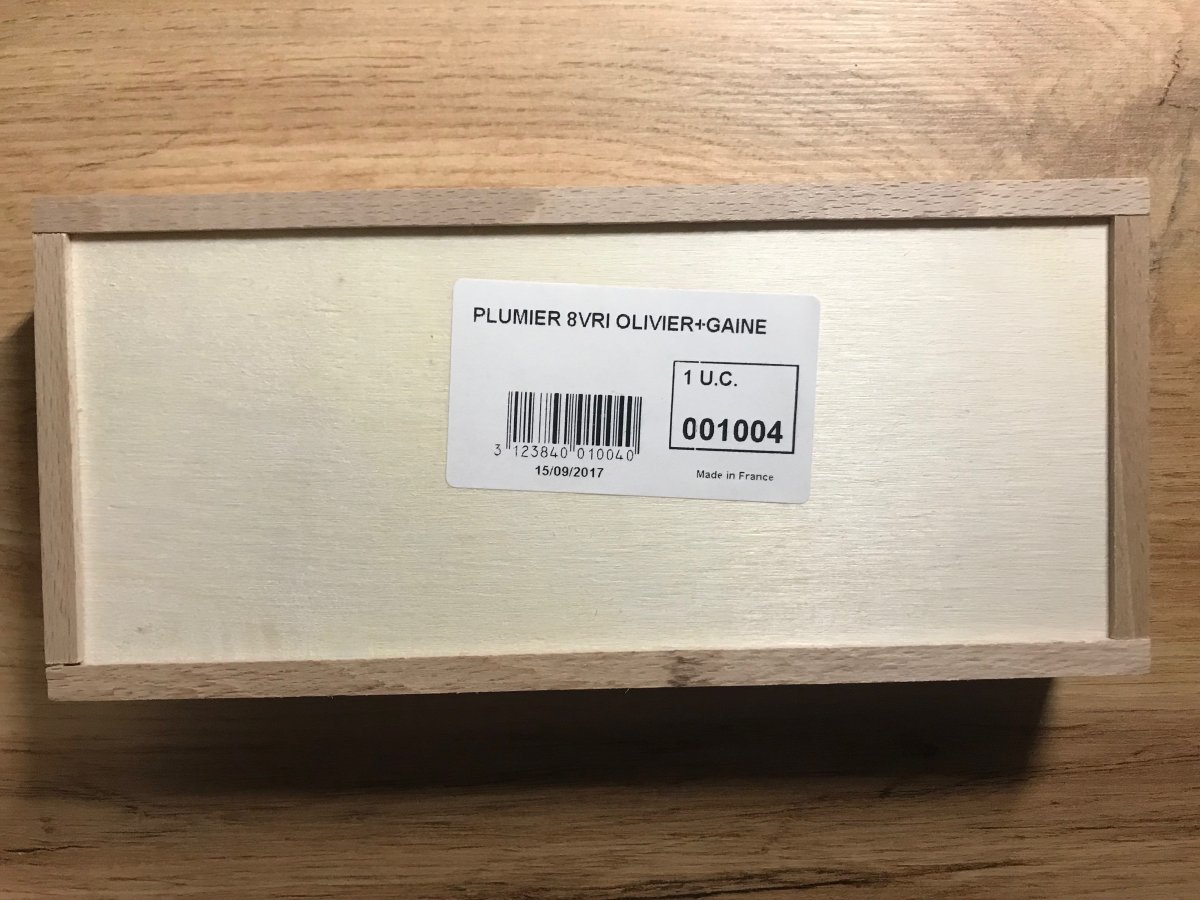 PLUMIER 8VRI OLIVIER+GAINE
1 U.C.
001004
3 123840 010040
15/09/2017
Made in France